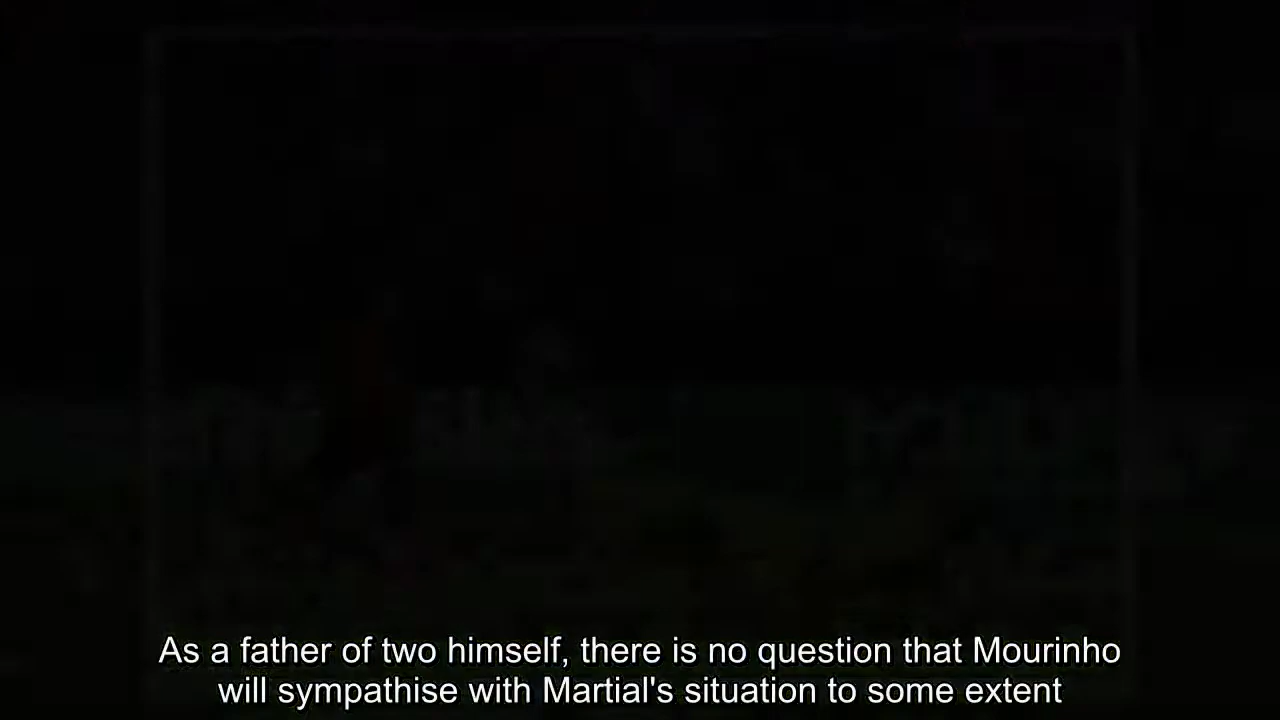 As a father of two himself, there is no question that Mourinho
will sympathise with Martial's situation to some extent